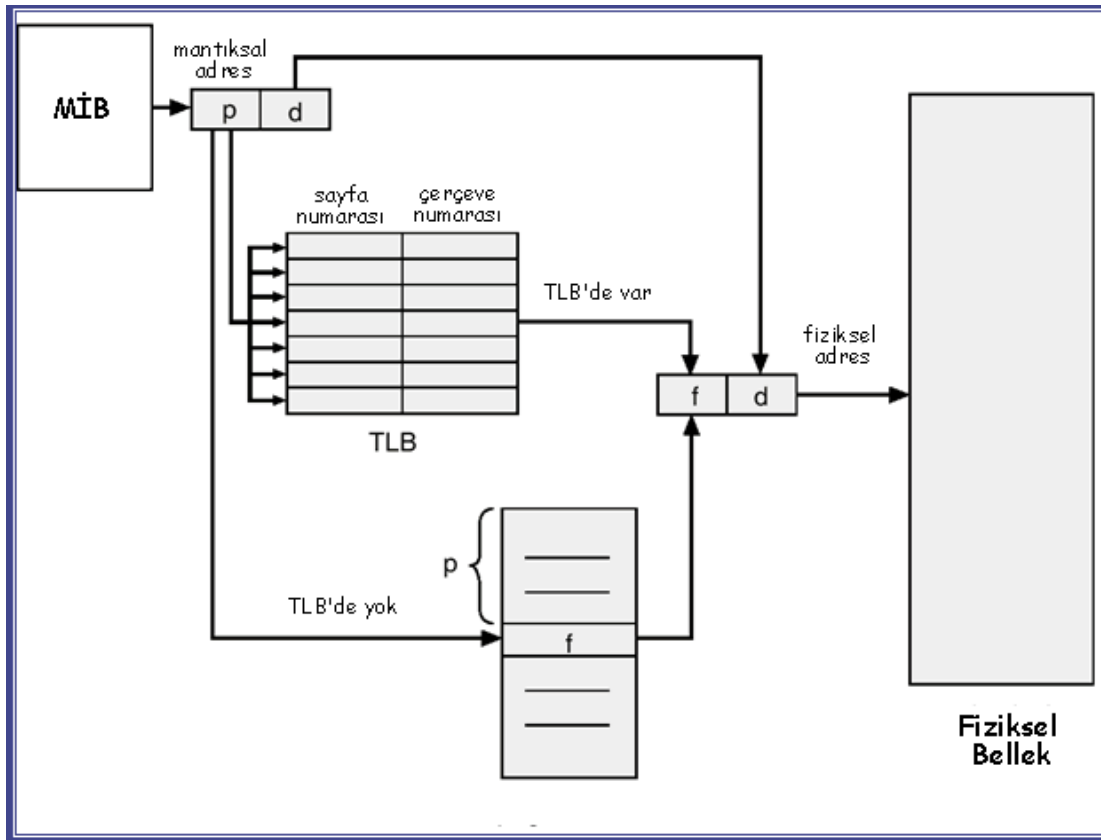 MİB
mantıksal
adres
p
d
sayfa
numarası
çerçeve
numarası
TLB'de var
fiziksel
adres
f
d
TLB
p
TLB'de yok
f
Fiziksel
Bellek